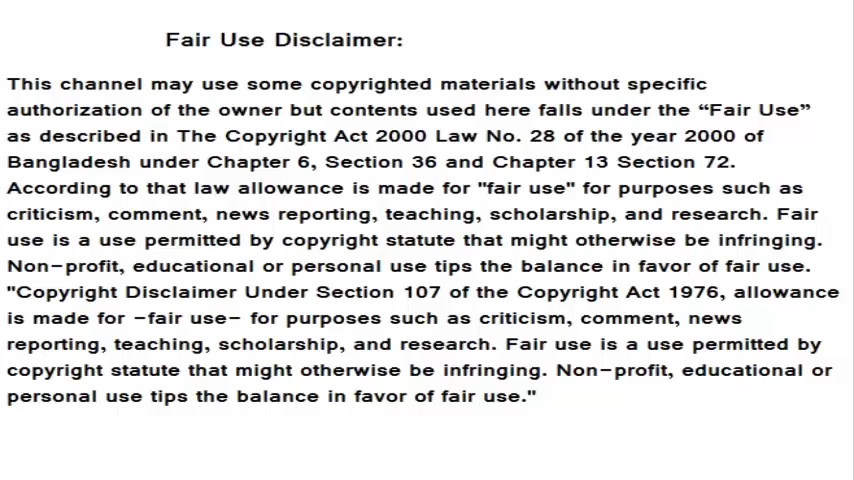 Fair Use Disclaimer:
This channel may use some copyrighted materials without specific
authorization of the owner but contents used here falls under the “Fair Use”
as described in The Copyright Act 2000 Law No. 28 of the year 2000 of
Bangladesh under Chapter 6, Section 36 and Chapter 13 Section 72.
According to that law allowance is made for "fair use" for purposes such as
criticism, comment, news reporting, teaching, scholarship, and research. Fair
use is a use permitted by copyright statute that might otherwise be infringing.
Non-profit, educational or personal use tips the balance in favor of fair use.
"Copyright Disclaimer Under Section 107 of the Copyright Act 1976, allowance
is made for -fair use- for purposes such as criticism, comment, news
reporting, teaching, scholarship, and research. Fair use is a use permitted by
copyright statute that might otherwise be infringing. Non-profit, educational or
personal use tips the balance in favor of fair use."